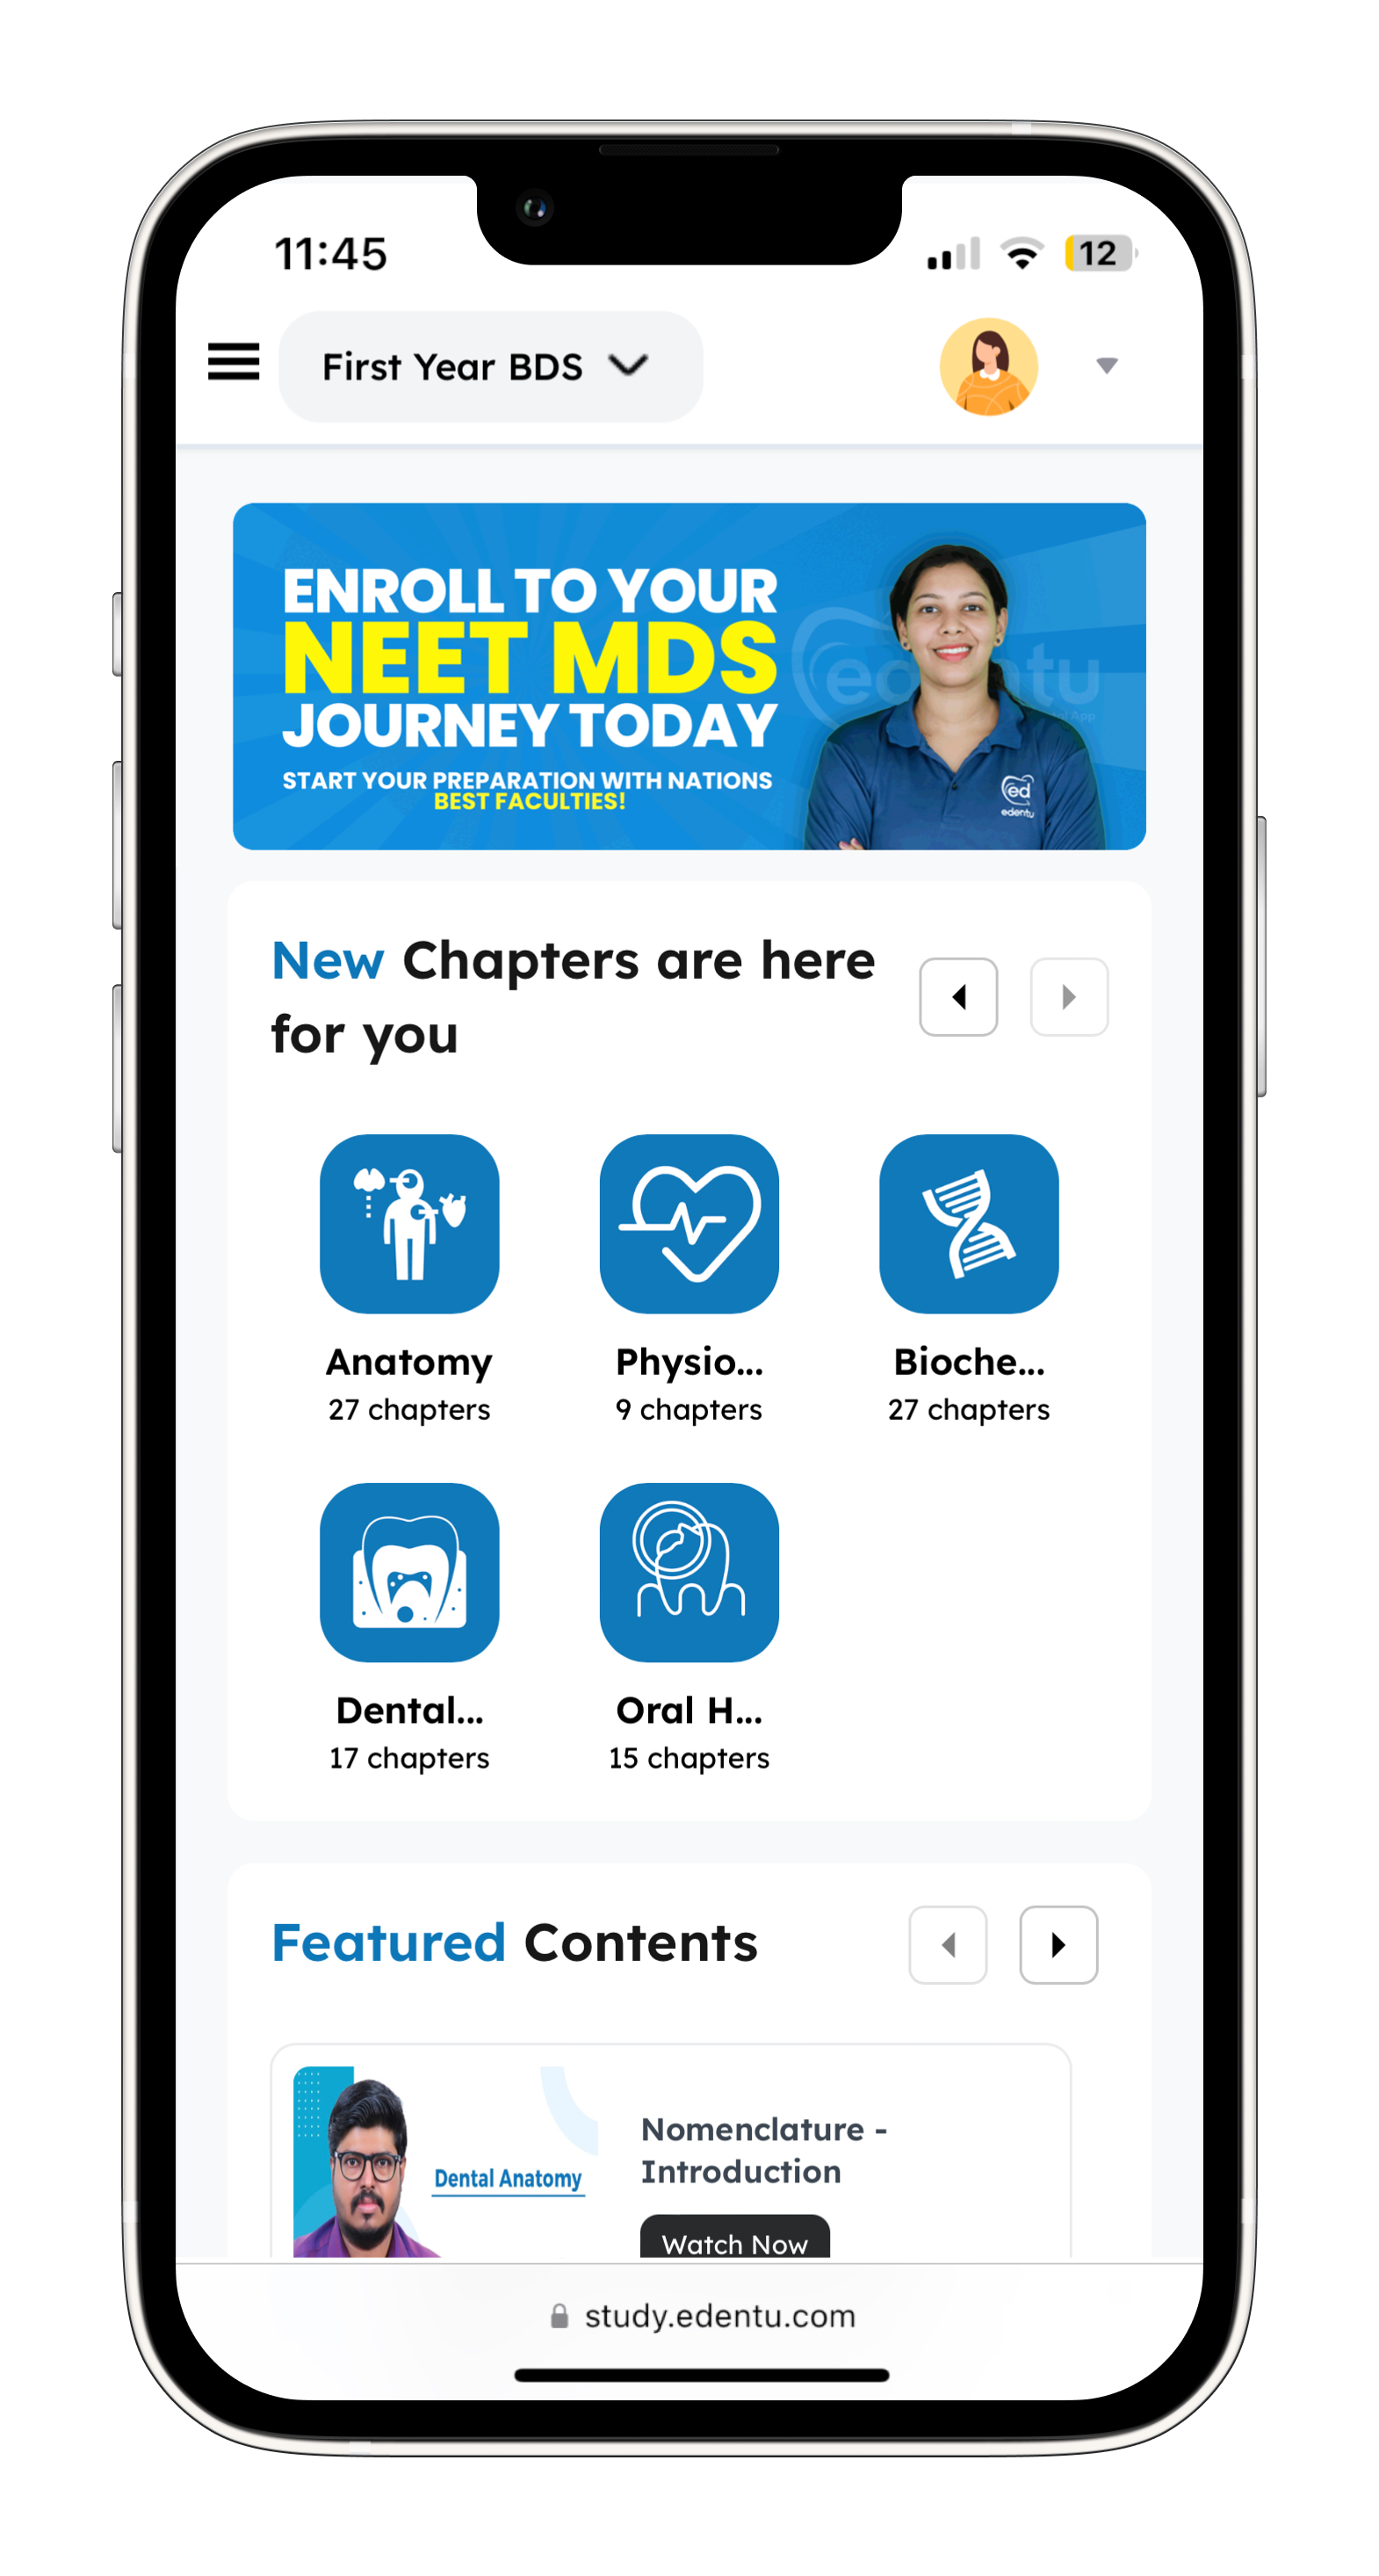 11:45
12
First Year BDS
ENROLL TO YOUR
NEET MDS
JOURNEY TODAY
START YOUR PREPARATION WITH NATIONS
BEST FACULTIES!
ed
edentu
New Chapters are here
for you
Anatomy
Physio...
Bioche...
27 chapters
9 chapters
27 chapters
Dental...
Oral H...
17 chapters
15 chapters
Featured Contents
Dental Anatomy
Nomenclature -
Introduction
Watch Now
study.edentu.com